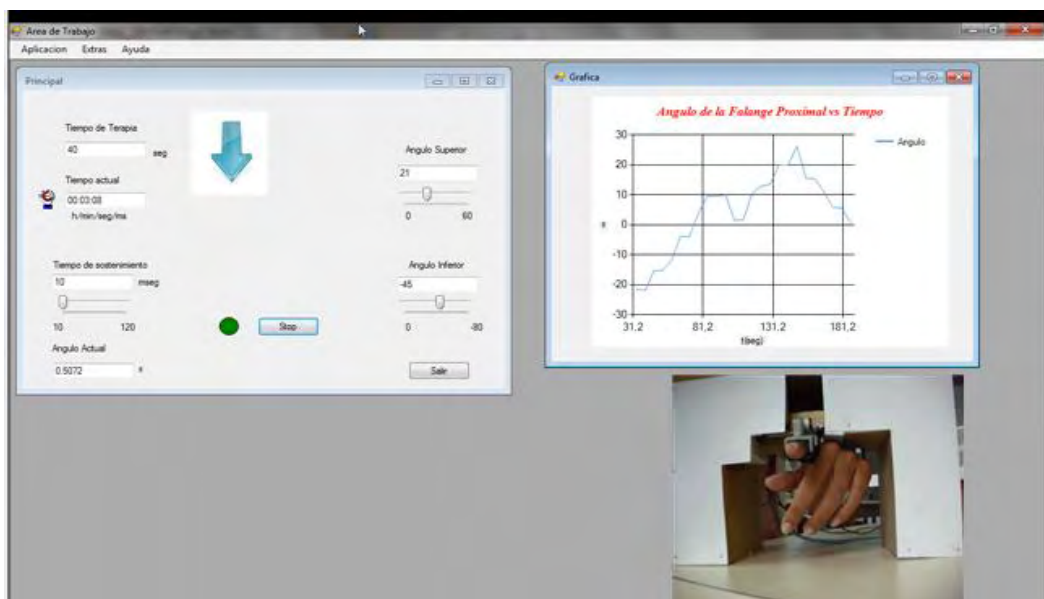 Area de Trabajo
Aplicacion Extras Ayuda
Principal
Tiempo de Terapia
40 seg
Tiempo actual
00:03:08
h/min/seg/ms
Tiempo de sostenimiento
10 mseg
10 120
Angulo Actual
0.5072 º
Stop
Angulo Superior
21
0 60
Angulo Inferior
-45
0 -80
Salir
Grafica
Angulo de la Falange Proximal vs Tiempo
Angulo
30
20
10
0
-10
-20
-30
31,2 81,2 131,2 181,2
t(seg)